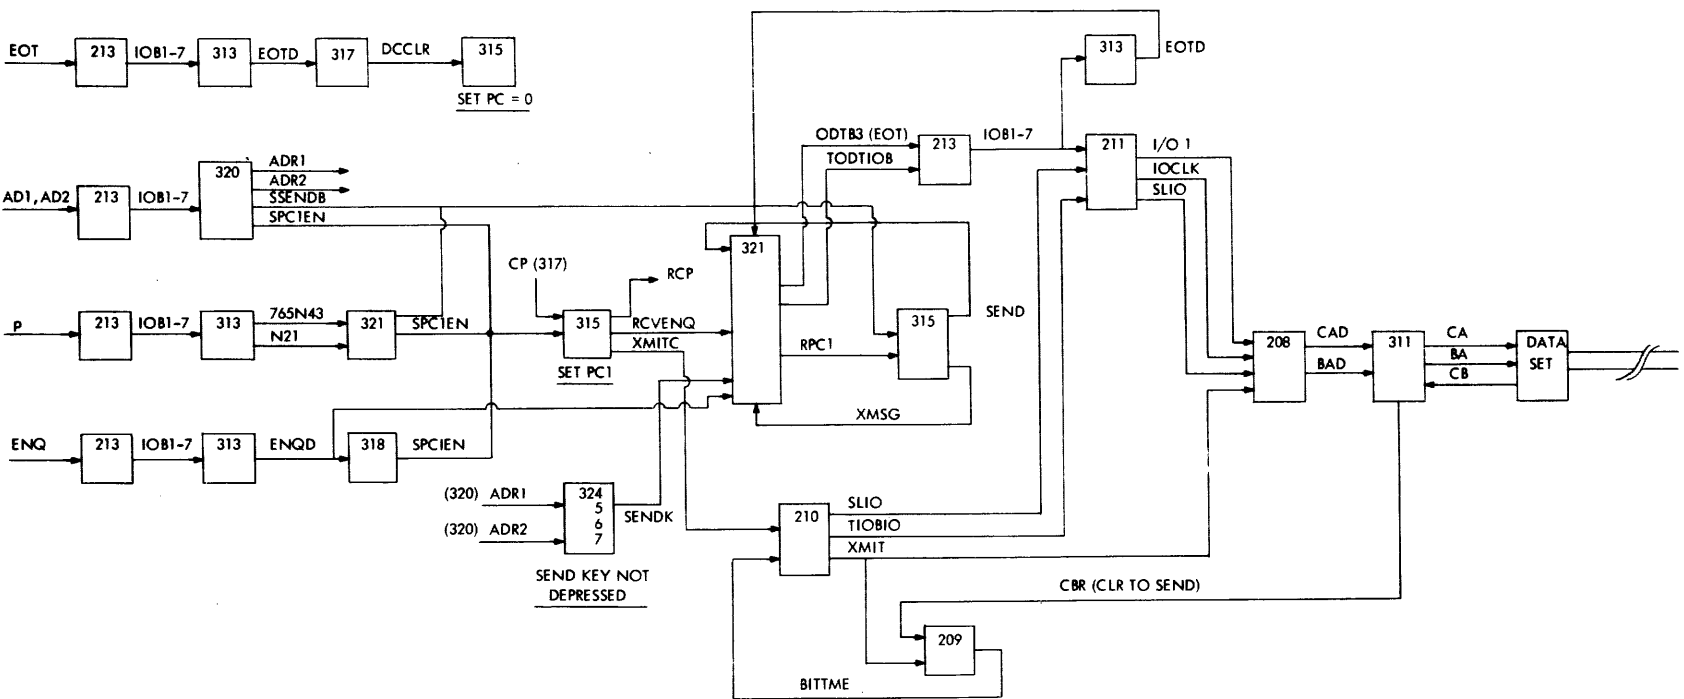 EOT 213 IOB1-7 313 EOTD 317 DCCLR 315
SET PC = 0
313 EOTD
AD1, AD2 213 IOB1-7 320 ADR1
ADR2
SSENDB
SPC1EN
ODTB3 (EOT)
TODTIOB
213 IOB1-7
211 I/O 1
IOCLK
SLIO
P 213 IOB1-7 313 765N43
N21
321 SPC1EN
CP (317)
RCP
315 RCVENQ
XMITC
SET PC1
321
RPC1
315
SEND
XMSG
208 CAD
BAD
311 CA
BA
CB
DATA
SET
ENQ 213 IOB1-7 313 ENQD 318 SPC1EN
(320) ADR1
(320) ADR2
324
5
6
7
SENDK
SEND KEY NOT
DEPRESSED
210 SLIO
TIOBIO
XMIT
CBR (CLR TO SEND)
209
BITTME